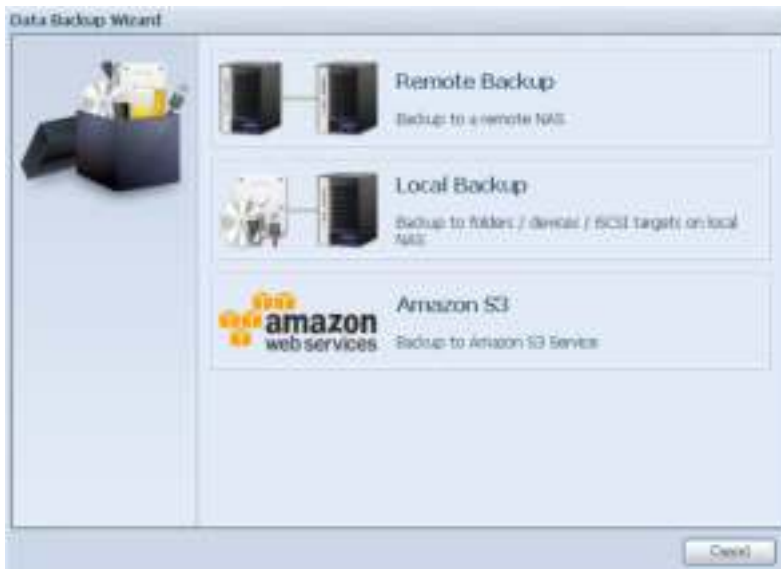 Data Backup Wizard
Remote Backup
Backup to a remote NAS
Local Backup
Backup to folders / devices / iSCSI targets on local
NAS
amazon
web services
Amazon S3
Backup to Amazon S3 Service
Cancel